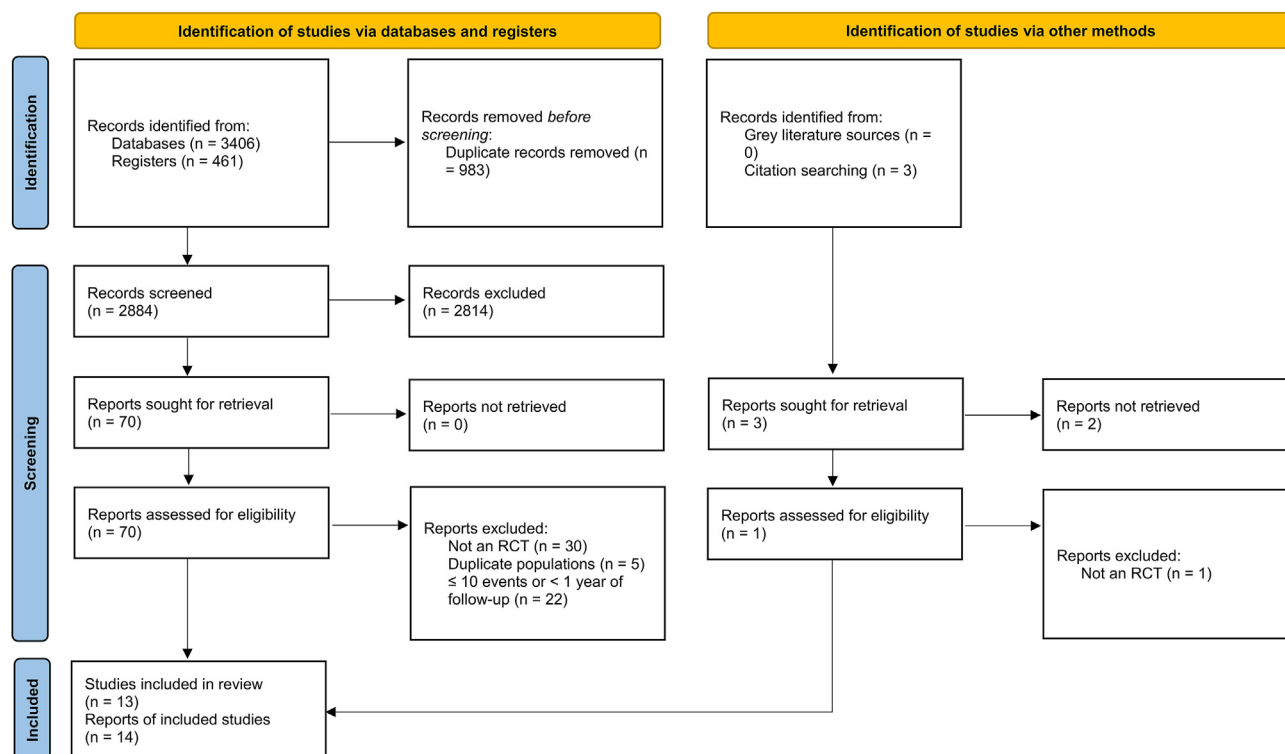 Identification of studies via databases and registers
Identification of studies via other methods
Identification
Records identified from:
Databases (n = 3406)
Registers (n = 461)
Records removed before
screening:
Duplicate records removed (n
= 983)
Records identified from:
Grey literature sources (n =
0)
Citation searching (n = 3)
Screening
Records screened
(n = 2884)
Records excluded
(n = 2814)
Reports sought for retrieval
(n = 70)
Reports not retrieved
(n = 0)
Reports sought for retrieval
(n = 3)
Reports not retrieved
(n = 2)
Reports assessed for eligibility
(n = 70)
Reports excluded:
Not an RCT (n = 30)
Duplicate populations (n = 5)
≤ 10 events or < 1 year of
follow-up (n = 22)
Reports assessed for eligibility
(n = 1)
Reports excluded:
Not an RCT (n = 1)
Included
Studies included in review
(n = 13)
Reports of included studies
(n = 14)